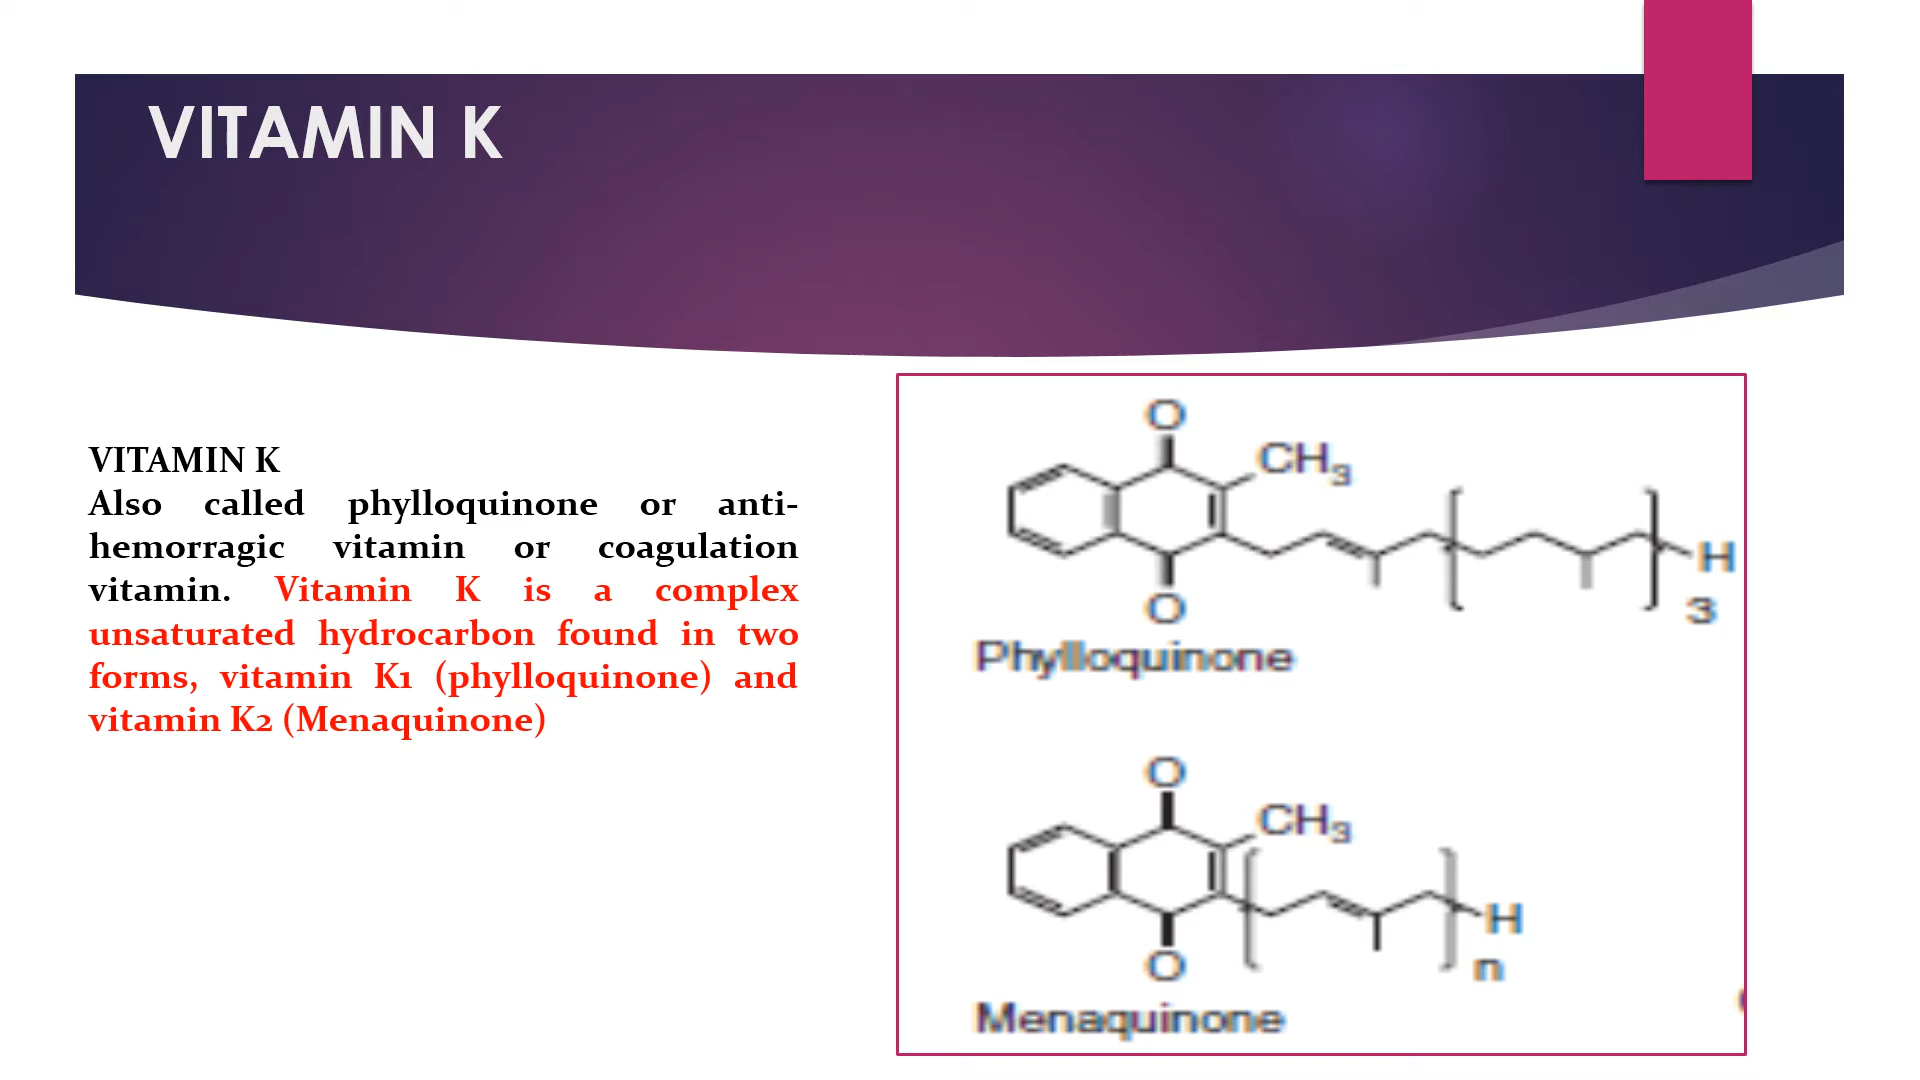 VITAMIN K
VITAMIN K
Also called phylloquinone or anti-
hemorragic vitamin or coagulation
vitamin. Vitamin K is a complex
unsaturated hydrocarbon found in two
forms, vitamin K1 (phylloquinone) and
vitamin K2 (Menaquinone)
O
CH3
H
3
O
Phylloquinone
O
CH3
H
n
O
Menaquinone